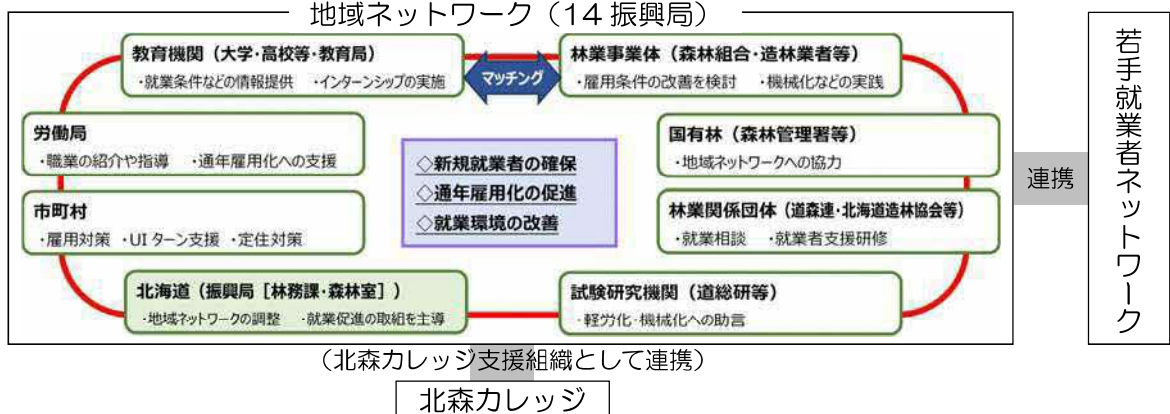 地域ネットワーク（14 振興局）
教育機関（大学・高校等・教育局）
・就業条件などの情報提供　・インターンシップの実施
マッチング
林業事業体（森林組合・造林業者等）
・雇用条件の改善を検討　・機械化などの実践
労働局
・職業の紹介や指導　・通年雇用化への支援
国有林（森林管理署等）
・地域ネットワークへの協力
◇新規就業者の確保
◇通年雇用化の促進
◇就業環境の改善
市町村
・雇用対策　・UI ターン支援　・定住対策
林業関係団体（道森連・北海道造林協会等）
・就業相談　・就業者支援研修
北海道（振興局［林務課・森林室］）
・地域ネットワークの調整　・就業促進の取組を主導
試験研究機関（道総研等）
・軽労化・機械化への助言
連携
若手就業者ネットワーク
（北森カレッジ支援組織として連携）
北森カレッジ